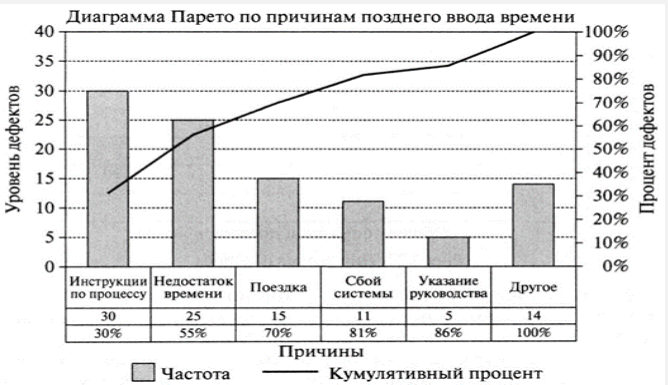 Диаграмма Парето по причинам позднего ввода времени
Уровень дефектов
40
35
30
25
20
15
10
5
0
100%
90%
80%
70%
60%
50%
40%
30%
20%
10%
0%
Процент дефектов
Инструкции по процессу
Недостаток времени
Поездка
Сбой системы
Указание руководства
Другое
30 25 15 11 5 14
30% 55% 70% 81% 86% 100%
Причины
Частота
Кумулятивный процент